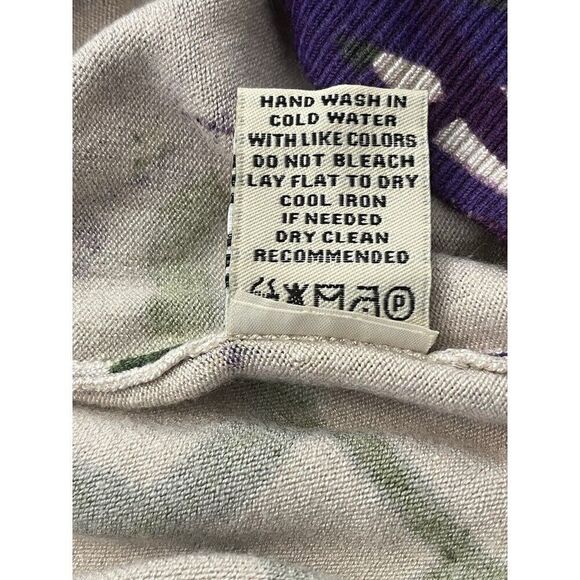 HAND WASH IN
COLD WATER
WITH LIKE COLORS
DO NOT BLEACH
LAY FLAT TO DRY
COOL IRON
IF NEEDED
DRY CLEAN
RECOMMENDED
P